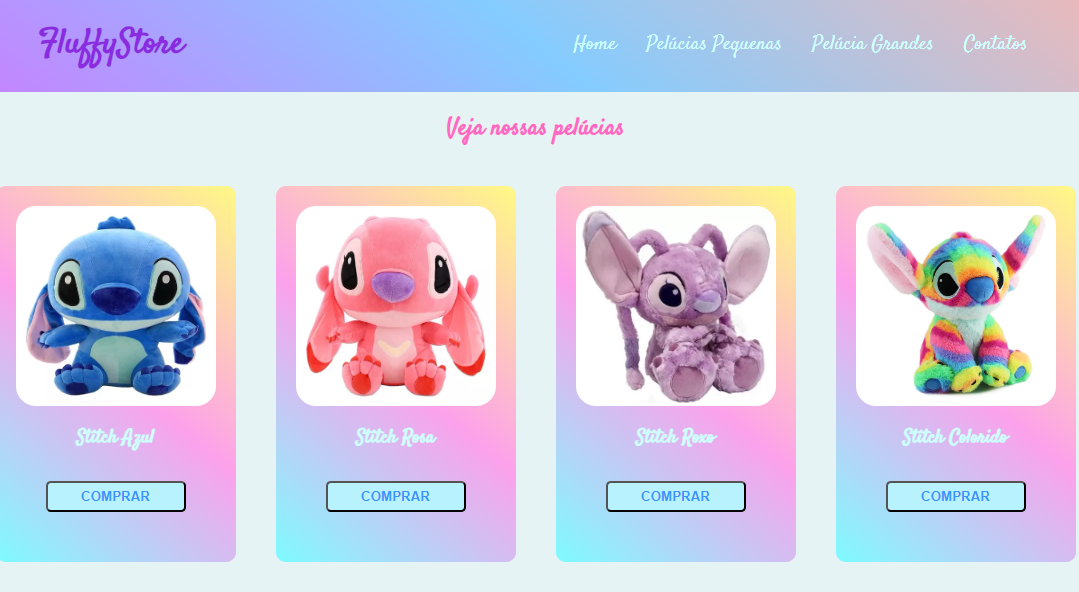 FluffyStore
Home Pelúcias Pequenas Pelúcia Grandes Contatos
Veja nossas pelúcias
Stitch Azul Stitch Rosa Stitch Roxo Stitch Colorido
COMPRAR COMPRAR COMPRAR COMPRAR